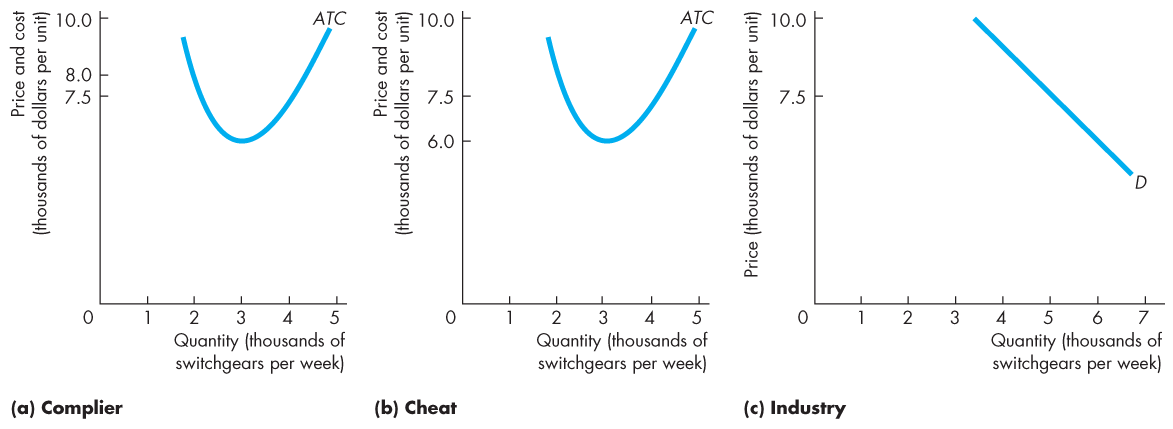 Price and cost
(thousands of dollars per unit)
10.0
8.0
7.5
ATC
0
1
2
3
4
5
Quantity (thousands of
switchgears per week)
(a) Complier
Price and cost
(thousands of dollars per unit)
10.0
7.5
6.0
ATC
0
1
2
3
4
5
Quantity (thousands of
switchgears per week)
(b) Cheat
Price (thousands of dollars per unit)
10.0
7.5
D
0
1
2
3
4
5
6
7
Quantity (thousands of
switchgears per week)
(c) Industry